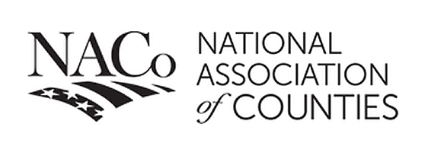 NACo
NATIONAL
ASSOCIATION
of COUNTIES